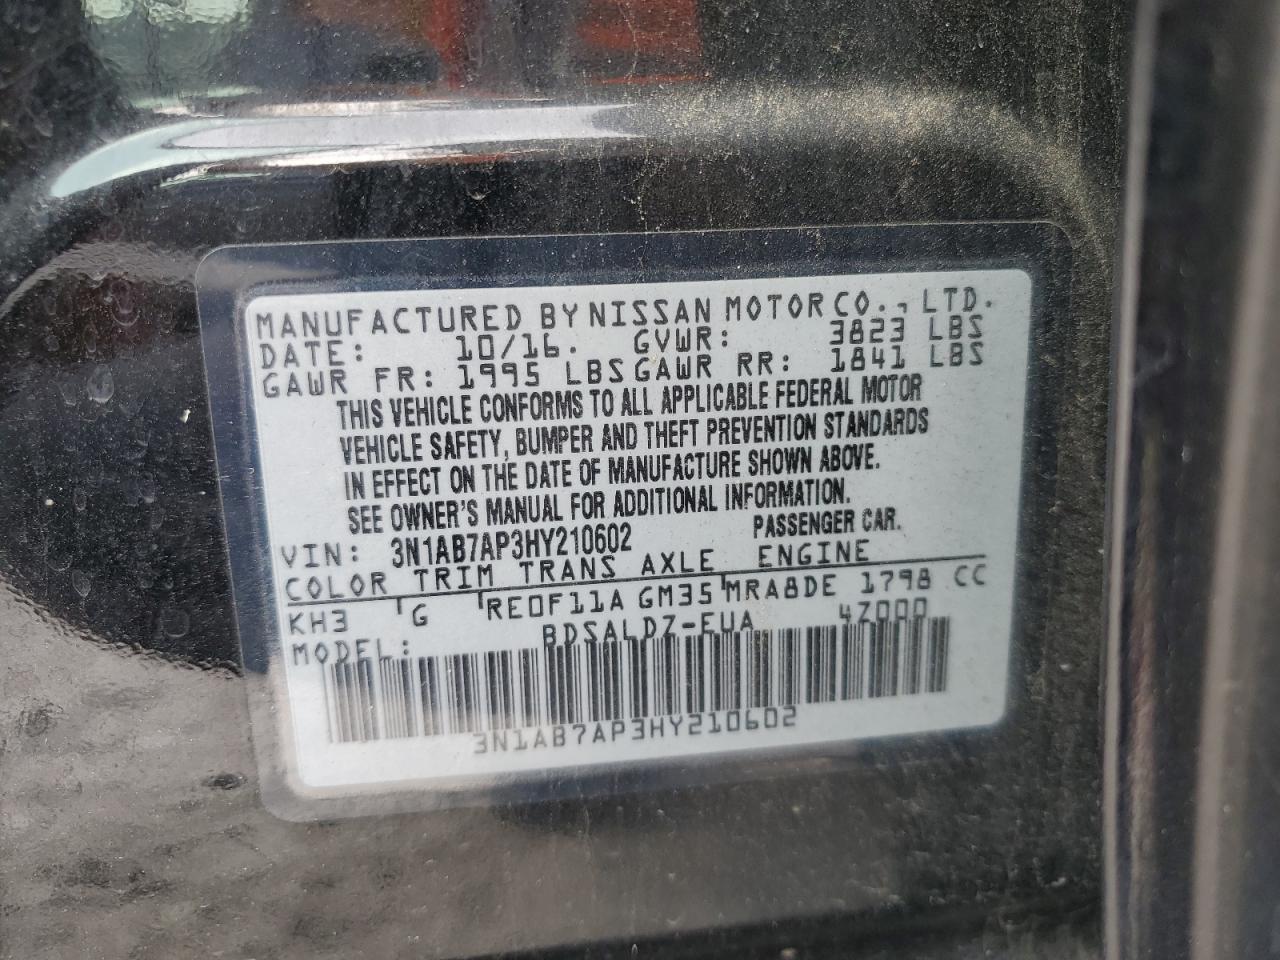 MANUFACTURED BY NISSAN MOTOR CO., LTD.
DATE: 10/16. GVWR: 3823 LBS
GAWR FR: 1995 LBS GAWR RR: 1841 LBS
THIS VEHICLE CONFORMS TO ALL APPLICABLE FEDERAL MOTOR
VEHICLE SAFETY, BUMPER AND THEFT PREVENTION STANDARDS
IN EFFECT ON THE DATE OF MANUFACTURE SHOWN ABOVE.
SEE OWNER'S MANUAL FOR ADDITIONAL INFORMATION.
VIN: 3N1AB7AP3HY210602 PASSENGER CAR.
COLOR TRIM TRANS AXLE ENGINE
KH3 G RE0F11A GM35 MRA8DE 1798 CC
MODEL: BDSALDZ-EUA 4Z000
3N1AB7AP3HY210602